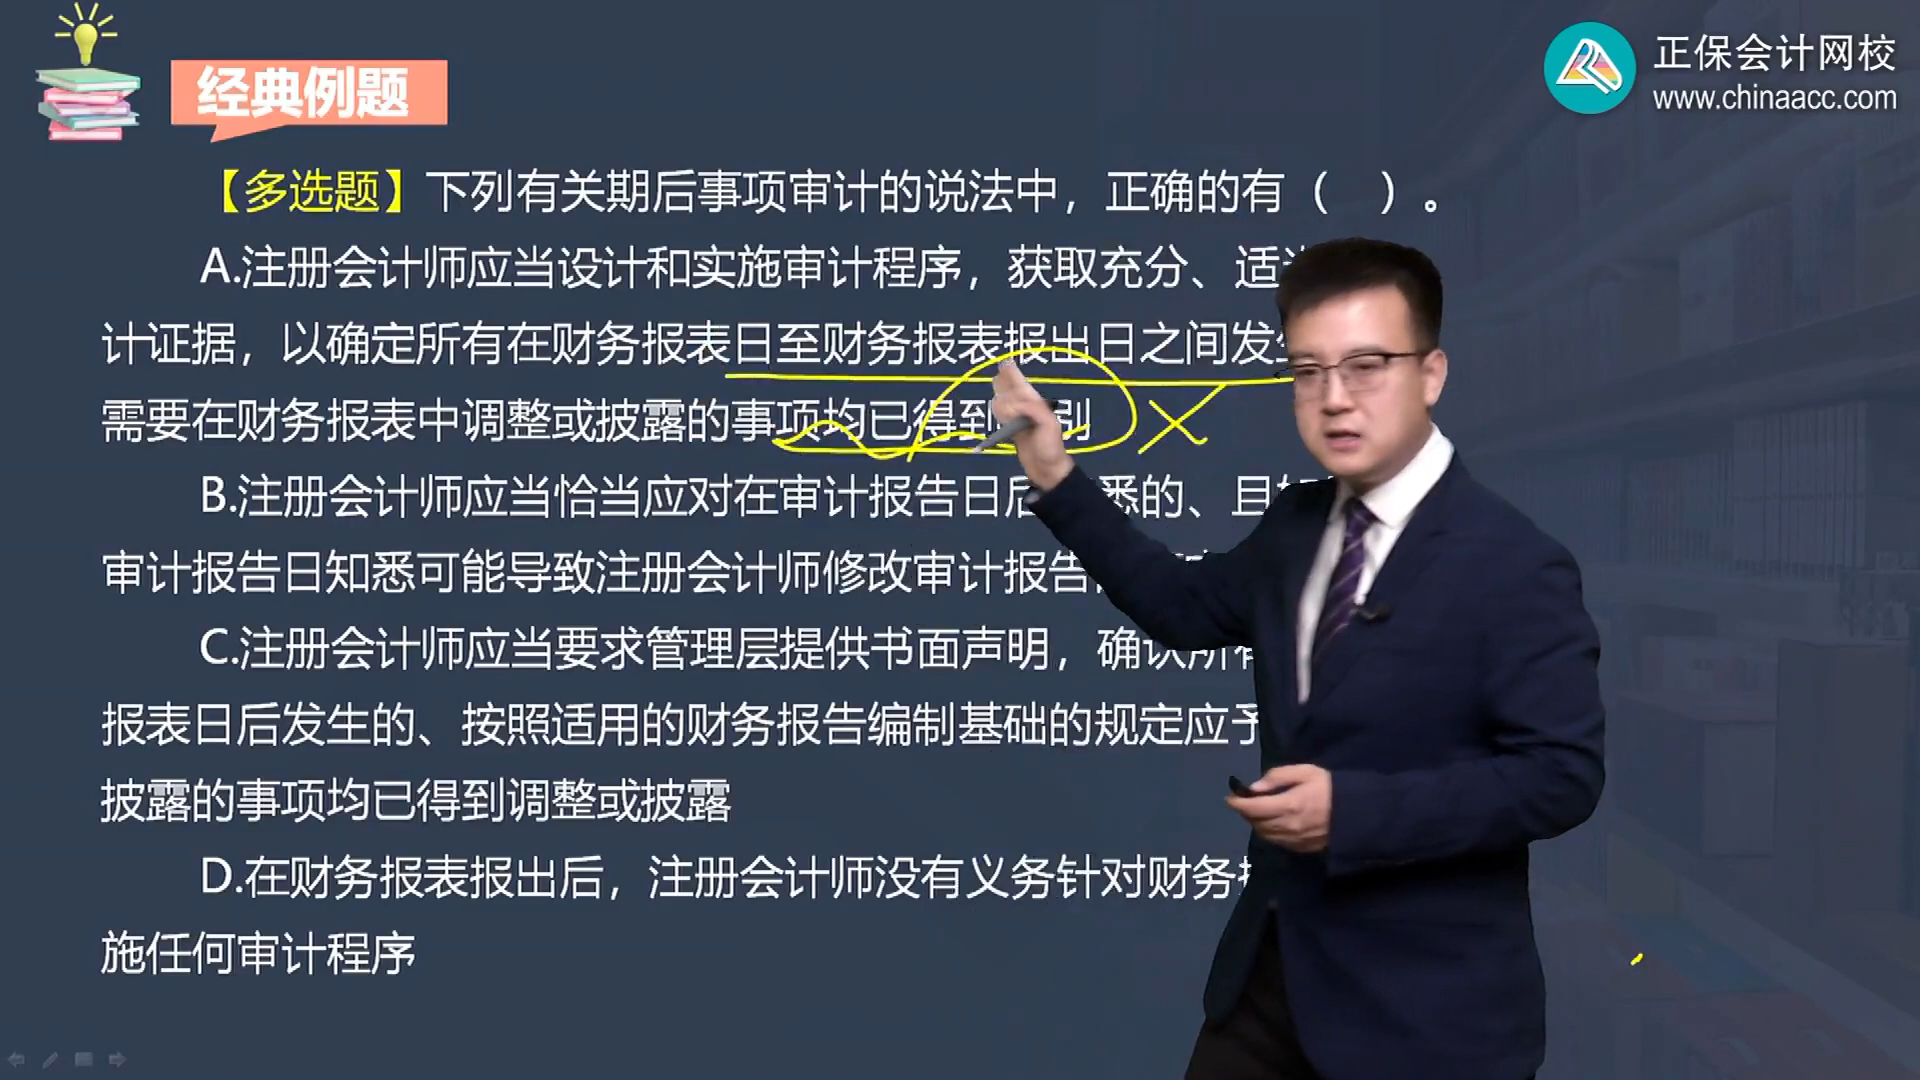 经典例题
正保会计网校
www.chinaacc.com
【多选题】下列有关期后事项审计的说法中，正确的有（ ）。
A.注册会计师应当设计和实施审计程序，获取充分、适
计证据，以确定所有在财务报表日至财务报表报出日之间发
需要在财务报表中调整或披露的事项均已得到 别
B.注册会计师应当恰当应对在审计报告日后 悉的、且
审计报告日知悉可能导致注册会计师修改审计报告
C.注册会计师应当要求管理层提供书面声明，确认所有
报表日后发生的、按照适用的财务报告编制基础的规定应予
披露的事项均已得到调整或披露
D.在财务报表报出后，注册会计师没有义务针对财务
施任何审计程序